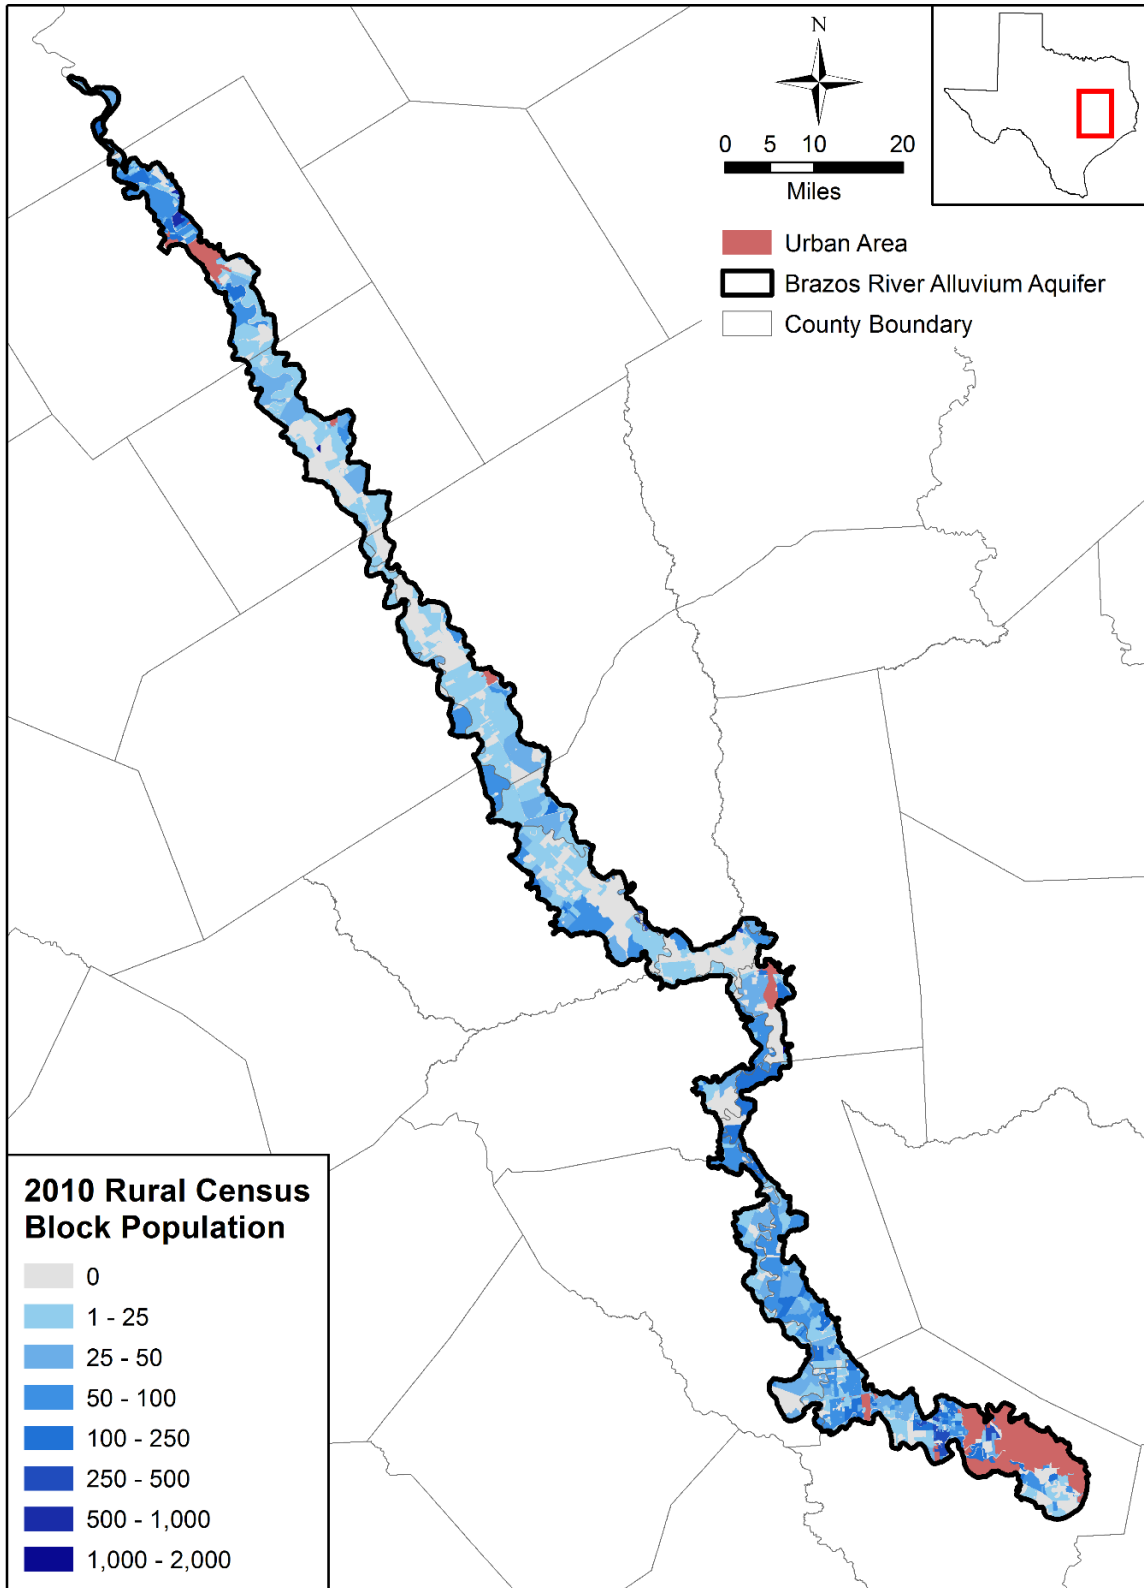 N
0 5 10 20
Miles
Urban Area
Brazos River Alluvium Aquifer
County Boundary
2010 Rural Census
Block Population
0
1 - 25
25 - 50
50 - 100
100 - 250
250 - 500
500 - 1,000
1,000 - 2,000